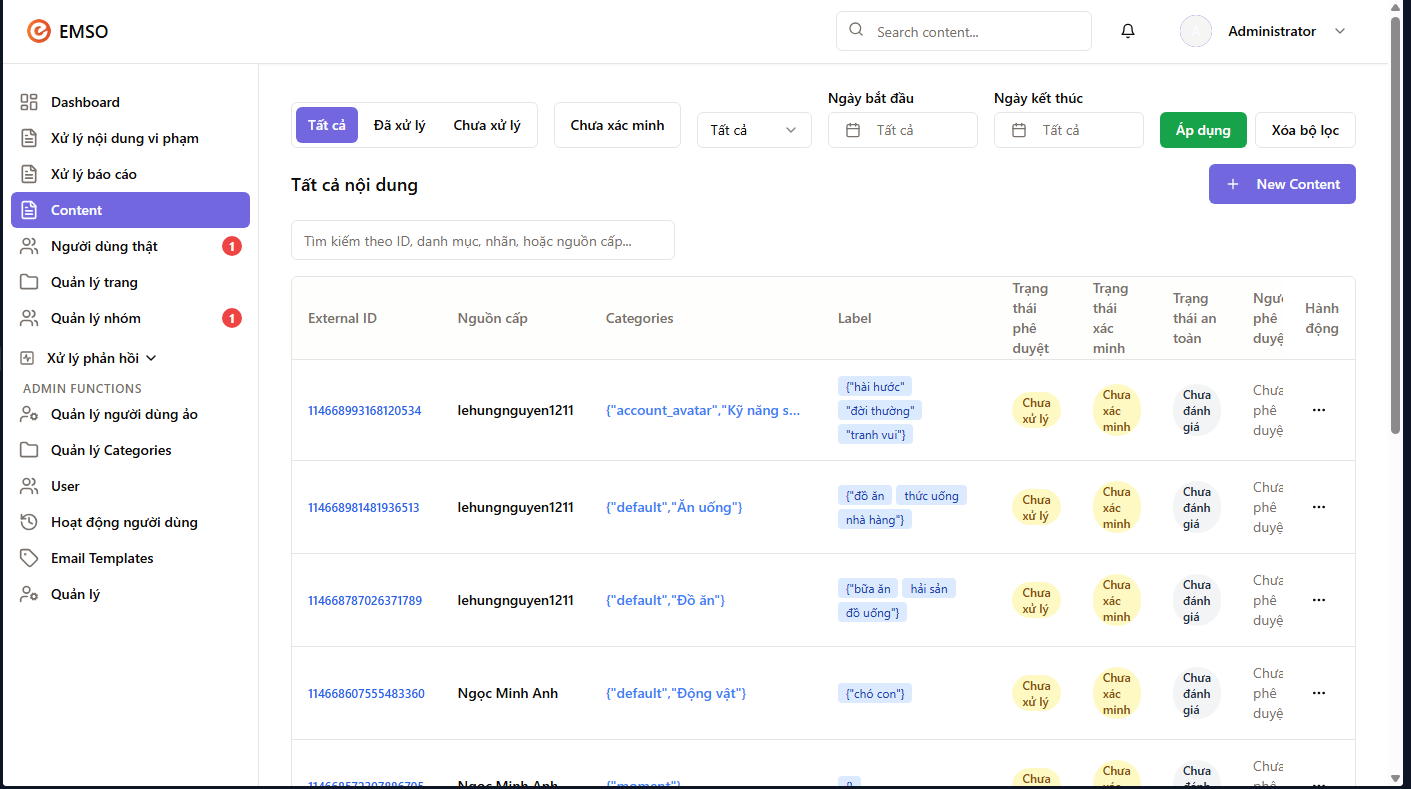 EMSO
Search content...
A
Administrator
Dashboard
Xử lý nội dung vi phạm
Xử lý báo cáo
Content
Người dùng thật
1
Quản lý trang
Quản lý nhóm
1
Xử lý phản hồi
ADMIN FUNCTIONS
Quản lý người dùng ảo
Quản lý Categories
User
Hoạt động người dùng
Email Templates
Quản lý
Ngày bắt đầu
Ngày kết thúc
Tất cả
Đã xử lý
Chưa xử lý
Chưa xác minh
Tất cả
Tất cả
Tất cả
Áp dụng
Xóa bộ lọc
Tất cả nội dung
+ New Content
Tìm kiếm theo ID, danh mục, nhãn, hoặc nguồn cấp...
External ID
Nguồn cấp
Categories
Label
Trạng
thái
phê
duyệt
Trạng
thái
xác
minh
Trạng
thái an
toàn
phê
Hành
động
114668993168120534
lehungnguyen1211
{"account_avatar","Kỹ năng s...
{"hài hước"
"đời thường"
"tranh vui"}
Chưa
xử lý
Chưa
xác
minh
Chưa
đánh
giá
Chưa
phê
...
114668981481936513
lehungnguyen1211
{"default","Ăn uống"}
{"đồ ăn
thức uống
nhà hàng"}
Chưa
xử lý
Chưa
xác
minh
Chưa
đánh
giá
Chưa
phê
...
114668787026371789
lehungnguyen1211
{"default","Đồ ăn"}
{"bữa ăn
hải sản
đồ uống"}
Chưa
xử lý
Chưa
xác
minh
Chưa
đánh
giá
Chưa
phê
...
114668607555483360
Ngọc Minh Anh
{"default","Động vật"}
{"chó con"}
Chưa
xử lý
Chưa
xác
minh
Chưa
đánh
giá
Chưa
phê
...
Ngọc Minh Anh
{"moment"}
Chưa
Chưa
xác
Chưa
đánh
Chưa
phê